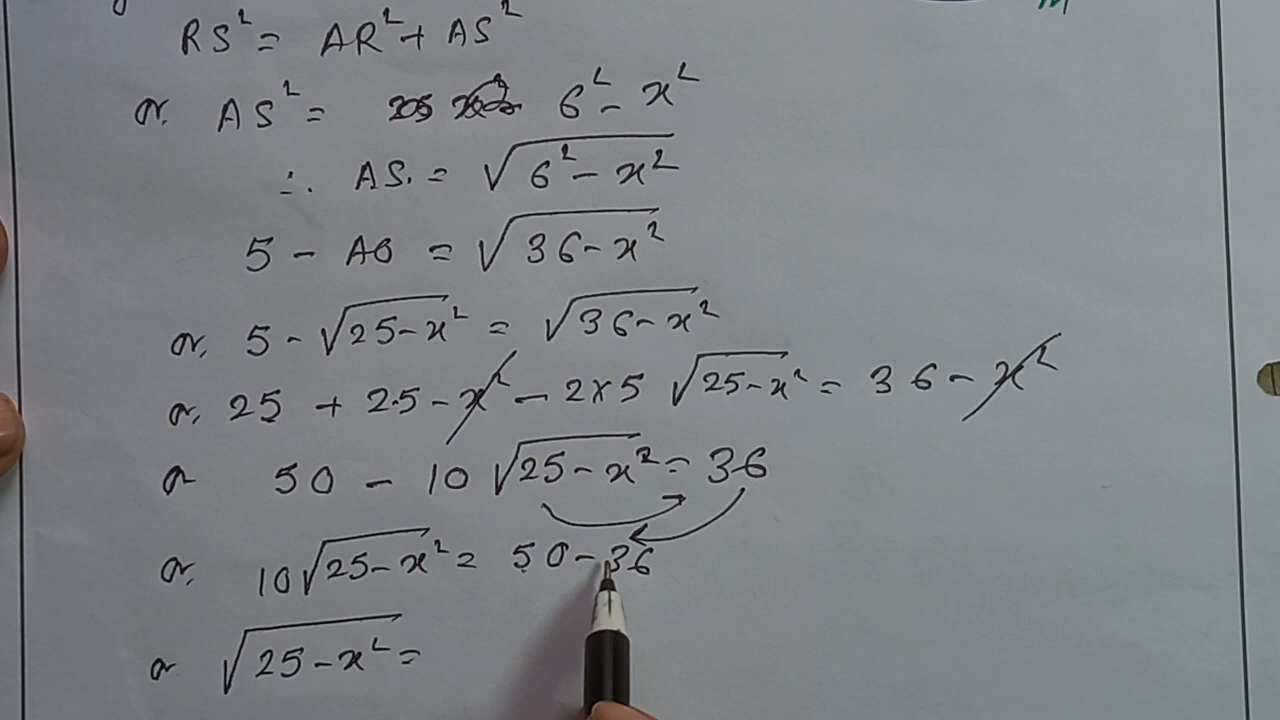 RS² = AR² + AS²
or, AS² = 6² - x²
∴ AS. = √(6² - x²)
5 - AO = √(36 - x²)
or, 5 - √(25 - x²) = √(36 - x²)
or, 25 + 25 - x² - 2×5 √(25 - x²) = 36 - x²
or 50 - 10 √(25 - x²) = 36
or, 10√(25 - x²) = 50 - 36
or √(25 - x²) =